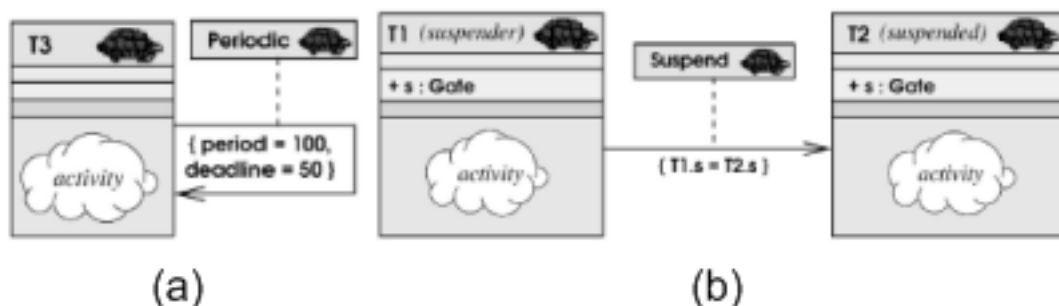 T3
Periodic
{ period = 100,
deadline = 50 }
activity
(a)
T1 (suspender)
+ s : Gate
activity
Suspend
{ T1.s = T2.s }
T2 (suspended)
+ s : Gate
activity
(b)